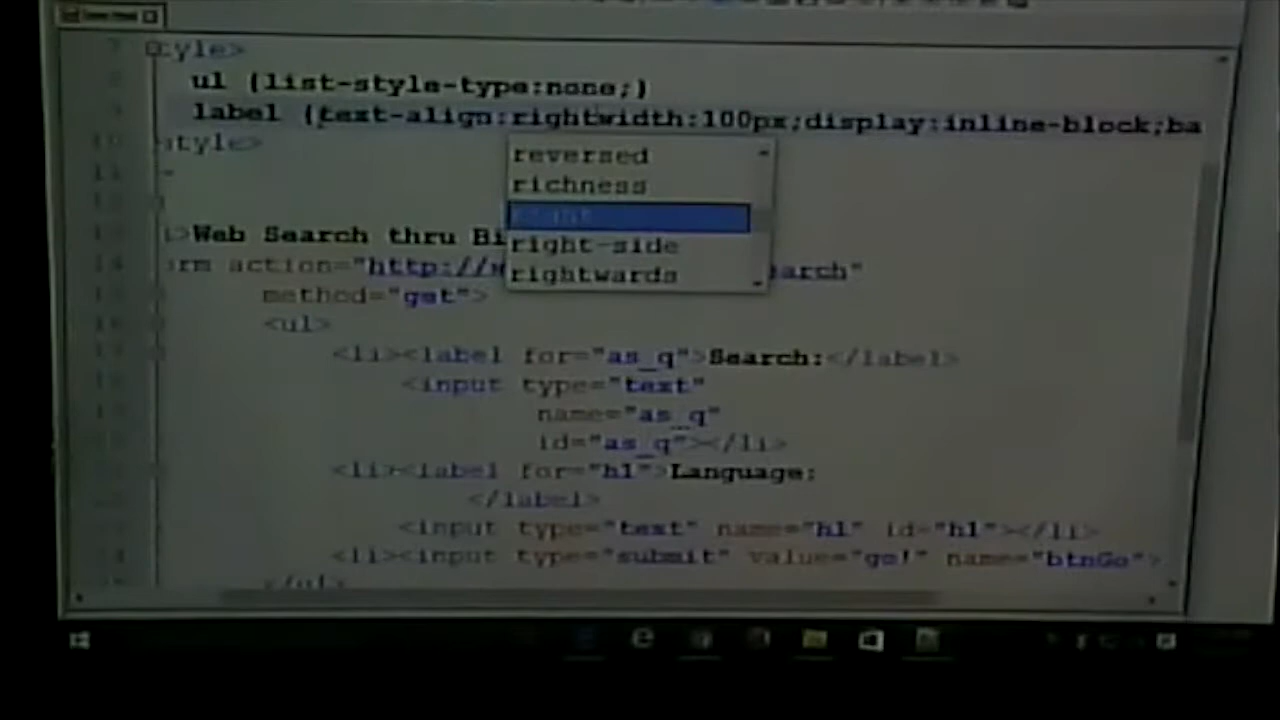 tyle>
ul {list-style-type:none;}
label {text-align:rightwidth:100px;display:inline-block;ba
style>
reversed
richness
right
right-side
rightwards
Web Search thru Bi
rm action="http://w
earch"
method="get">
<ul>
<li><label for="as_q">Search:</label>
<input type="text"
name="as_q"
id="as_q"></li>
<li><label for="hl">Language:
</label>
<input type="text" name="hl" id="hl"></li>
<li><input type="submit" value="go!" name="btnGo">
</ul>